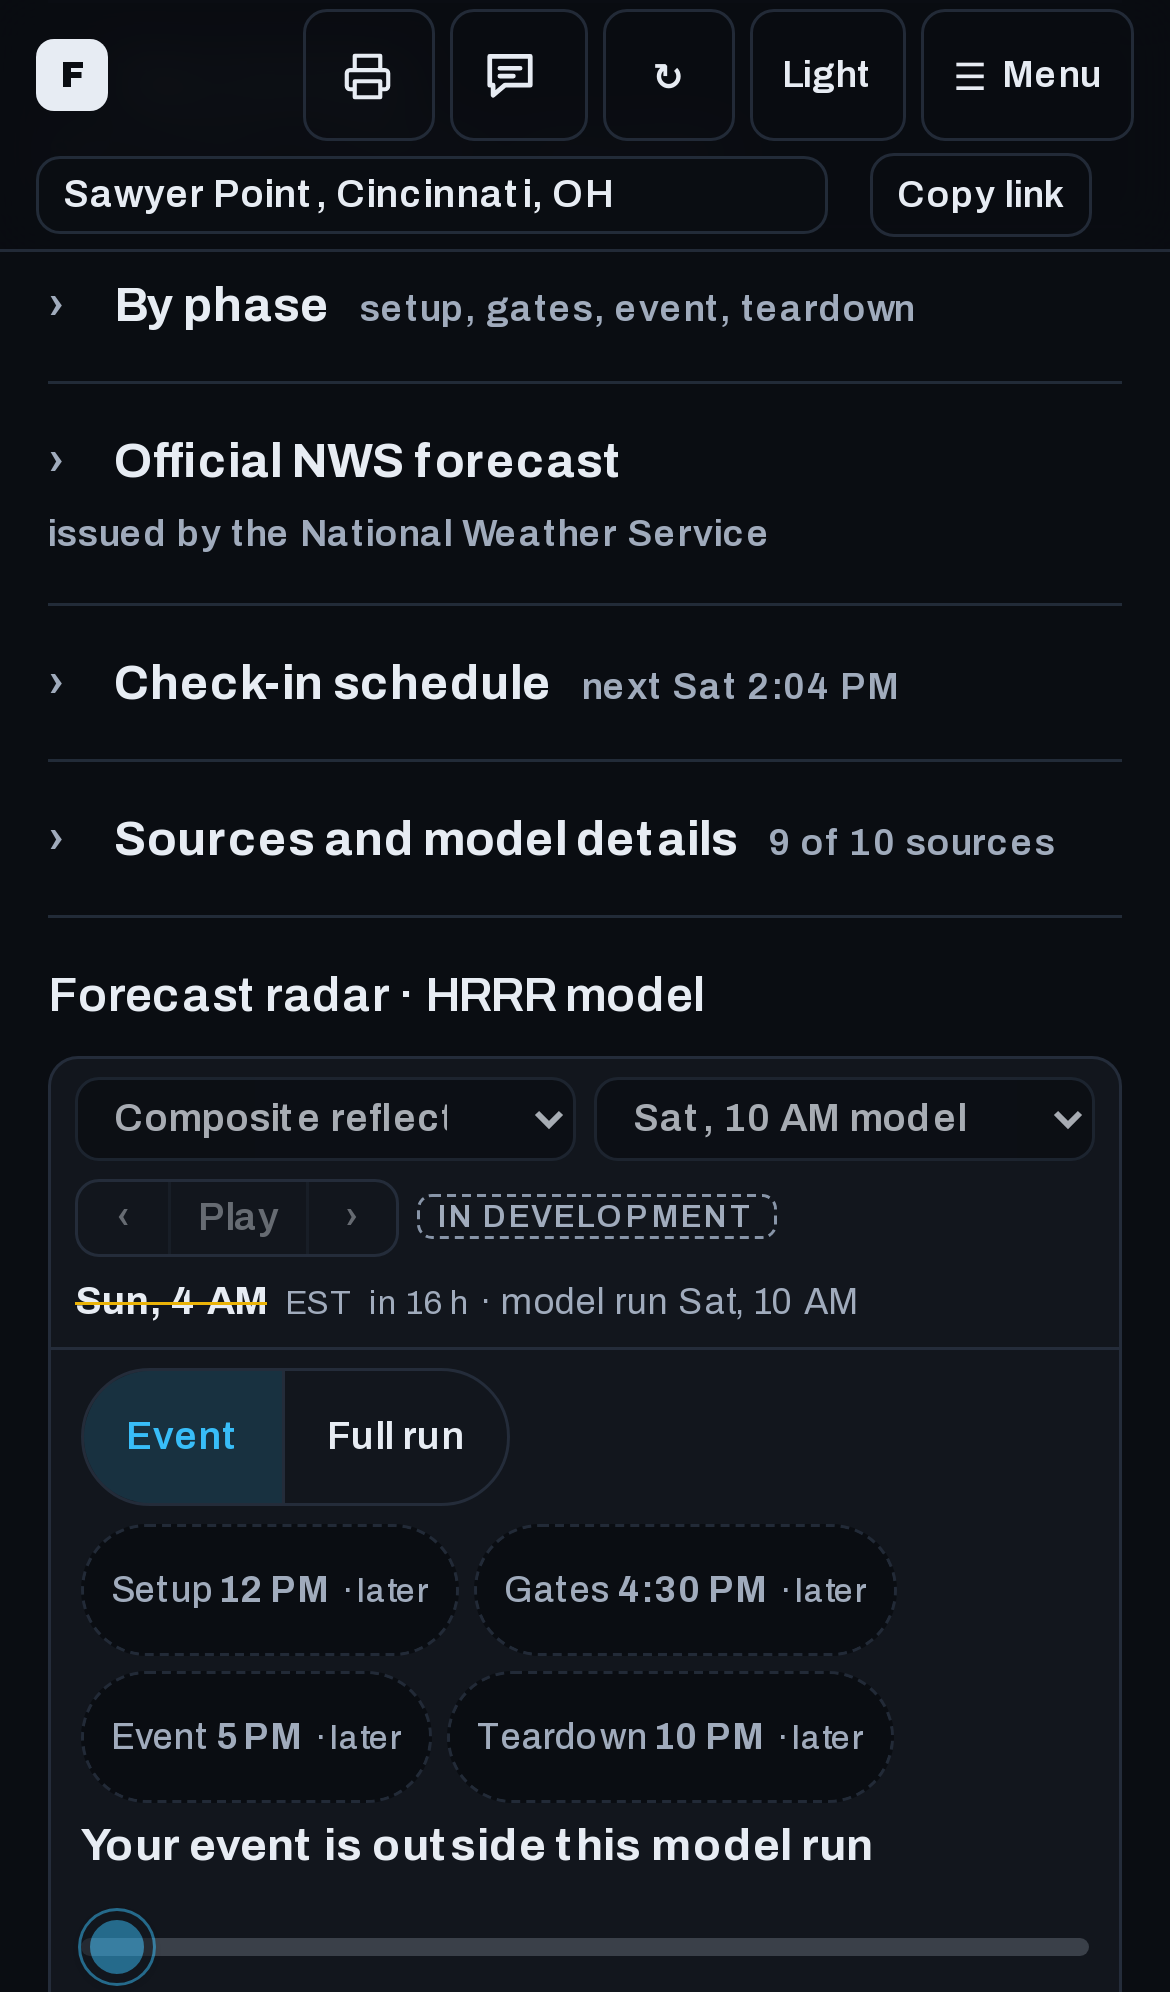 F
↻
Light
☰ Menu
Sawyer Point, Cincinnati, OH
Copy link
› By phase setup, gates, event, teardown
› Official NWS forecast
issued by the National Weather Service
› Check-in schedule next Sat 2:04 PM
› Sources and model details 9 of 10 sources
Forecast radar · HRRR model
Composite reflect
Sat, 10 AM model
‹ Play › IN DEVELOPMENT
Sun, 4 AM EST in 16 h · model run Sat, 10 AM
Event Full run
Setup 12 PM · later Gates 4:30 PM · later
Event 5 PM · later Teardown 10 PM · later
Your event is outside this model run